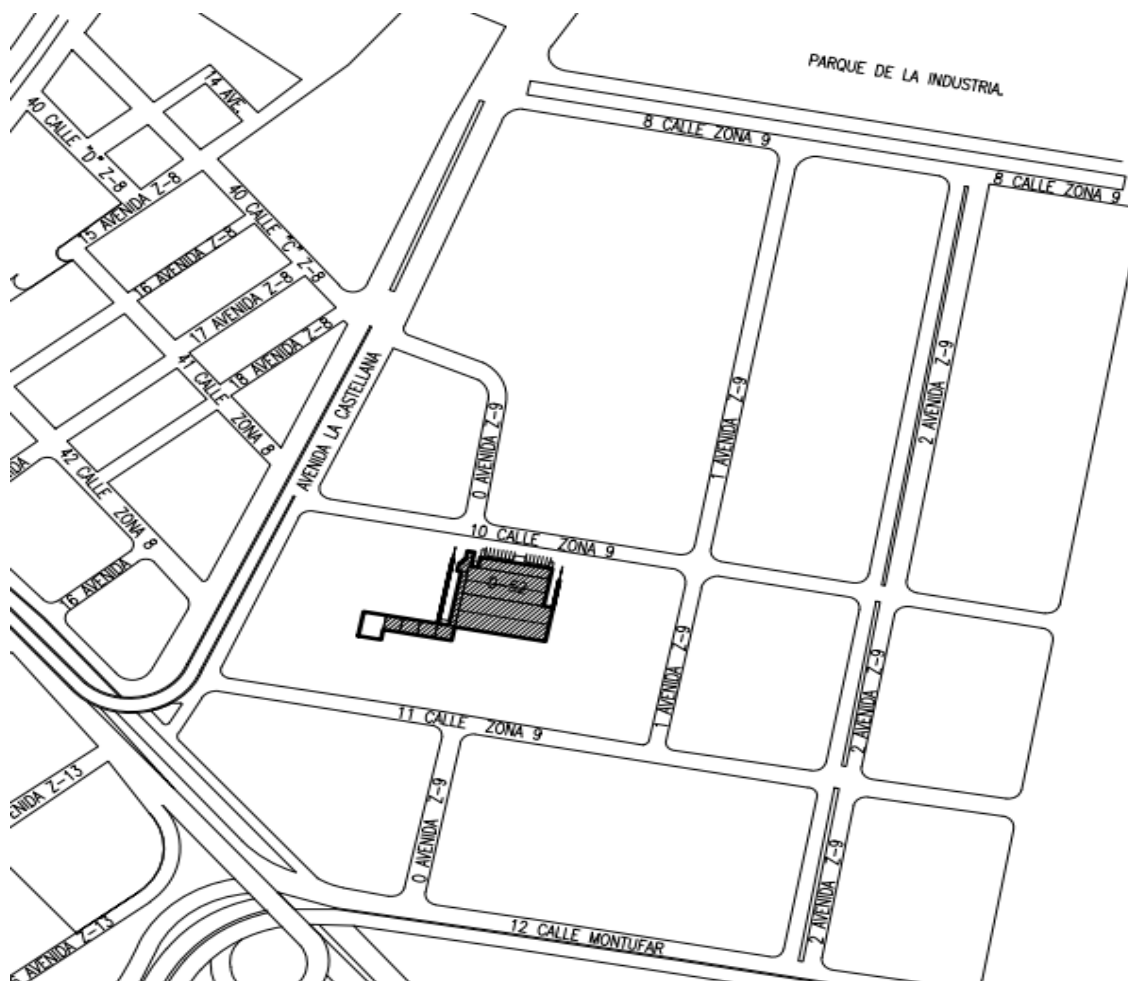 PARQUE DE LA INDUSTRIA.
8 CALLE ZONA 9
8 CALLE ZONA 9
14 AVE.
40 CALLE "D" Z-8
15 AVENIDA Z-8
40 CALLE "C" Z-8
16 AVENIDA Z-8
17 AVENIDA Z-8
18 AVENIDA Z-8
41 CALLE ZONA 8
AVENIDA LA CASTELLANA
0 AVENIDA Z-9
1 AVENIDA Z-9
2 AVENIDA Z-9
42 CALLE ZONA 8
16 AVENIDA
10 CALLE ZONA 9
1 AVENIDA Z-9
2 AVENIDA Z-9
11 CALLE ZONA 9
0 AVENIDA Z-9
2 AVENIDA Z-9
ENIDA Z-13
AVENIDA Z-13
12 CALLE MONTUFAR